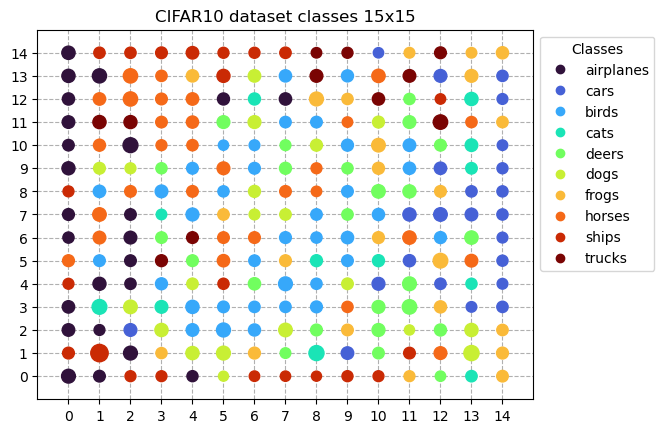 CIFAR10 dataset classes 15x15
14
13
12
11
10
9
8
7
6
5
4
3
2
1
0
0 1 2 3 4 5 6 7 8 9 10 11 12 13 14
Classes
airplanes
cars
birds
cats
deers
dogs
frogs
horses
ships
trucks